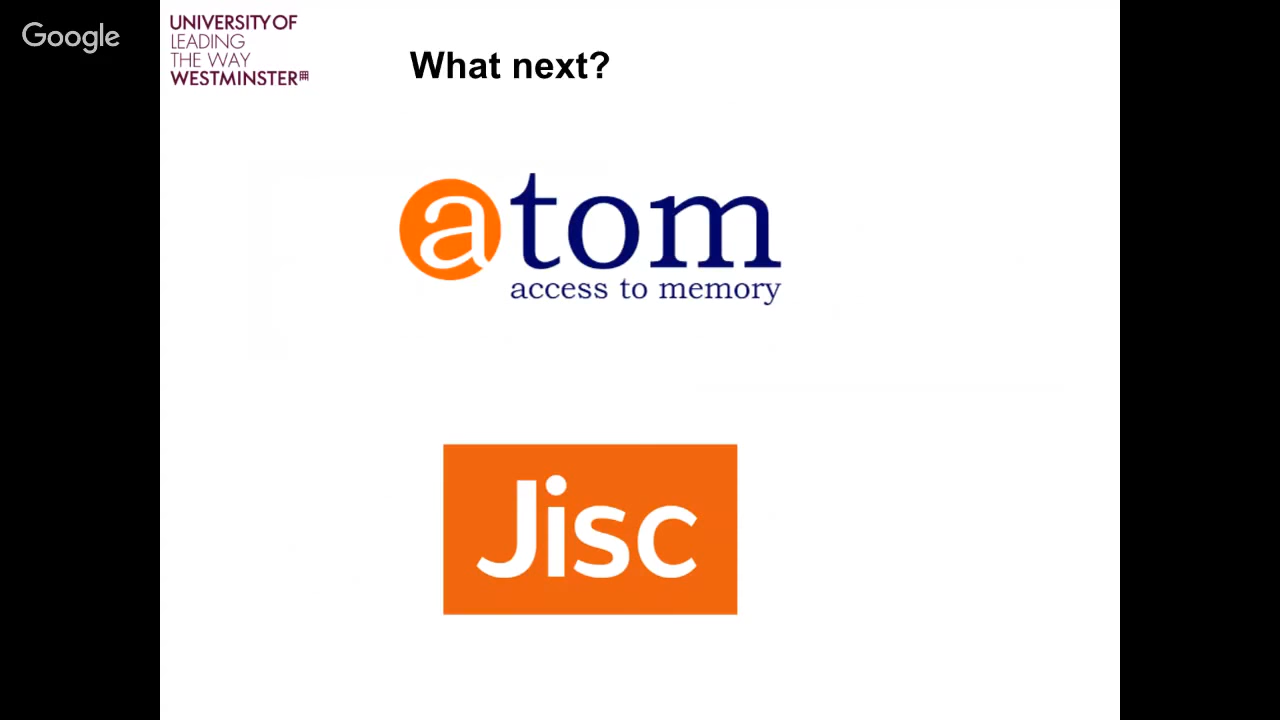 Google
UNIVERSITY OF
LEADING
THE WAY
WESTMINSTER
What next?
atom
access to memory
Jisc